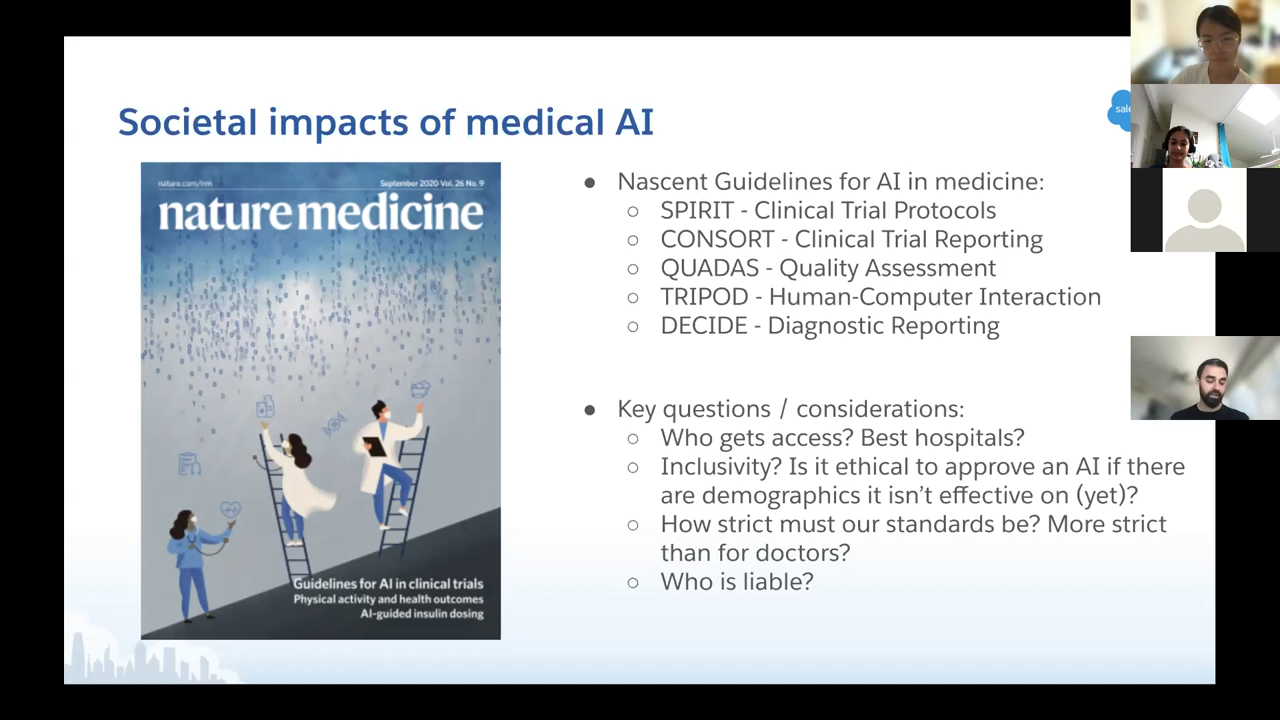 Societal impacts of medical AI
nature.com/nm
September 2020 Vol. 26 No. 9
nature medicine
Guidelines for AI in clinical trials
Physical activity and health outcomes
AI-guided insulin dosing
● Nascent Guidelines for AI in medicine:
○ SPIRIT - Clinical Trial Protocols
○ CONSORT - Clinical Trial Reporting
○ QUADAS - Quality Assessment
○ TRIPOD - Human-Computer Interaction
○ DECIDE - Diagnostic Reporting
● Key questions / considerations:
○ Who gets access? Best hospitals?
○ Inclusivity? Is it ethical to approve an AI if there
are demographics it isn't effective on (yet)?
○ How strict must our standards be? More strict
than for doctors?
○ Who is liable?